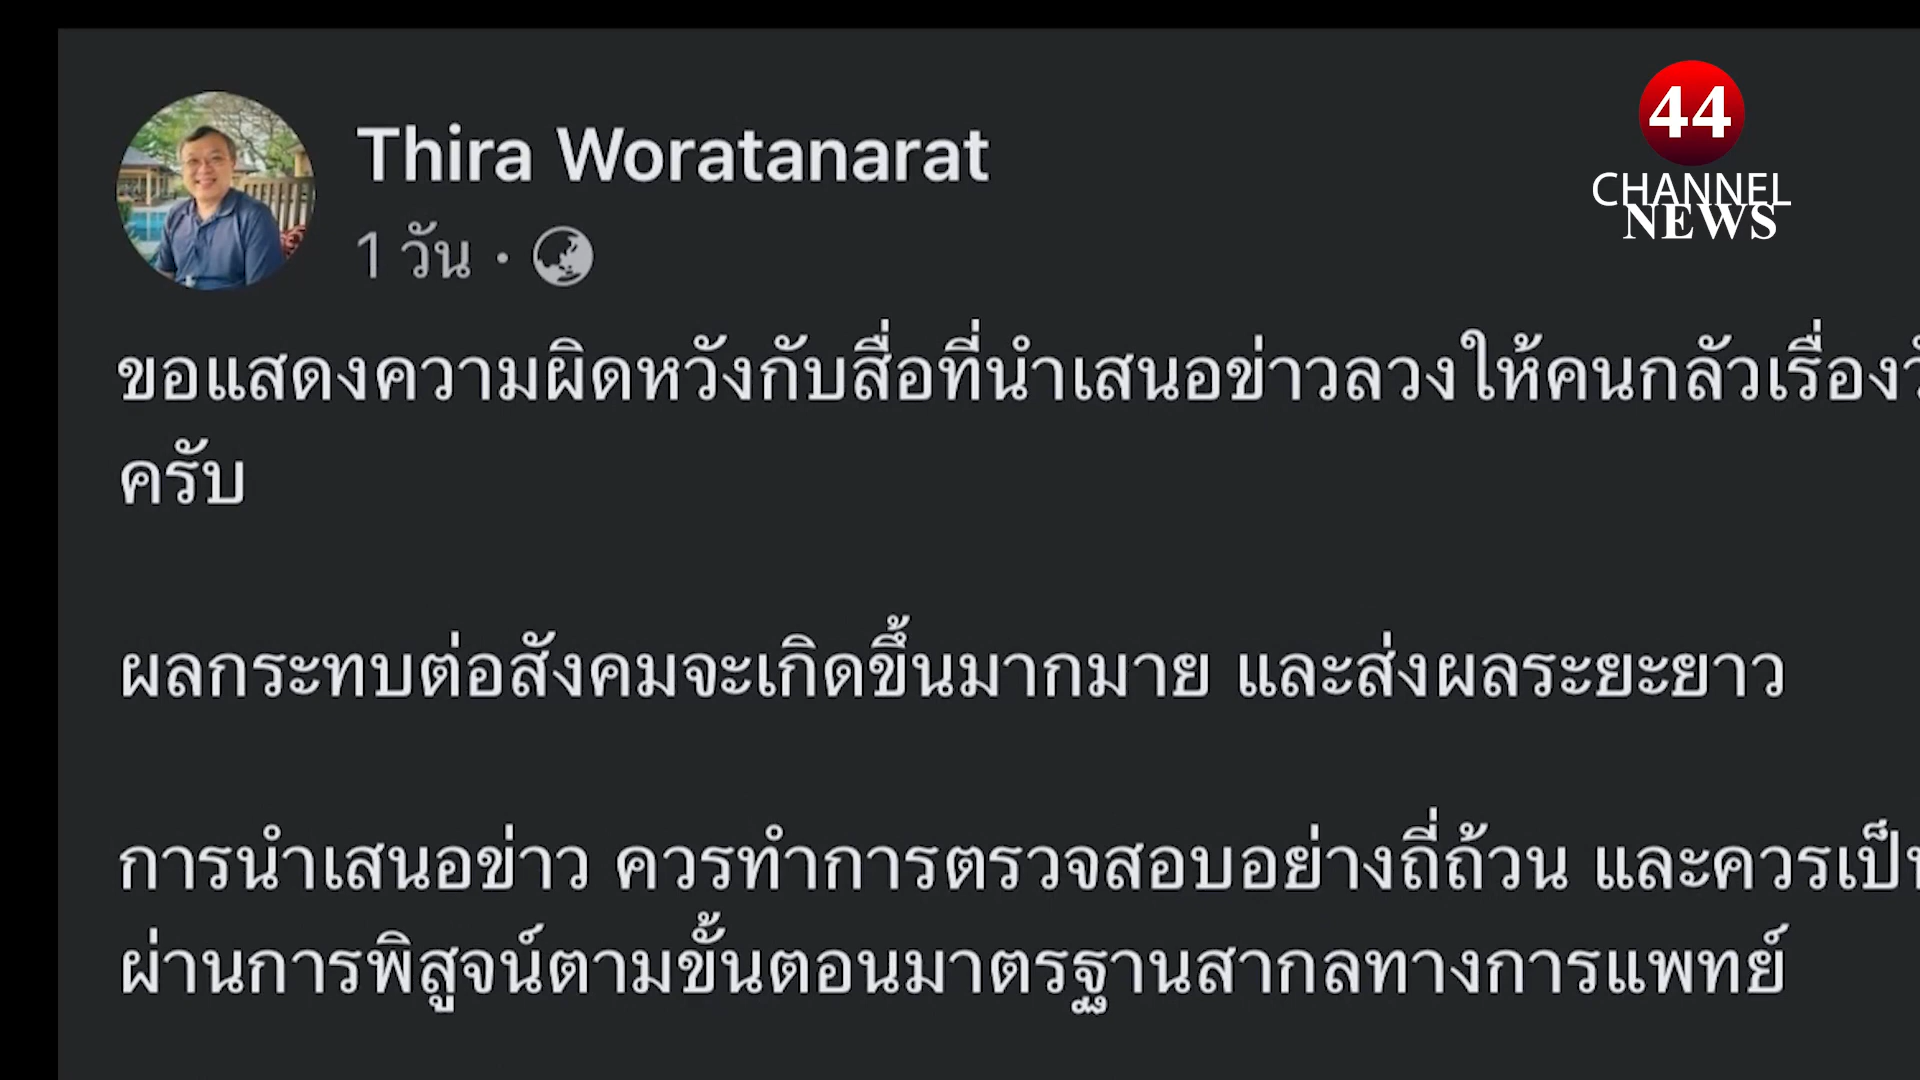 44
CHANNEL
NEWS
Thira Woratanarat
1 วัน ·
ขอแสดงความผิดหวังกับสื่อที่นำเสนอข่าวลวงให้คนกลัวเรื่อง
ครับ
ผลกระทบต่อสังคมจะเกิดขึ้นมากมาย และส่งผลระยะยาว
การนำเสนอข่าว ควรทำการตรวจสอบอย่างถี่ถ้วน และควร
ผ่านการพิสูจน์ตามขั้นตอนมาตรฐานสากลทางการแพทย์